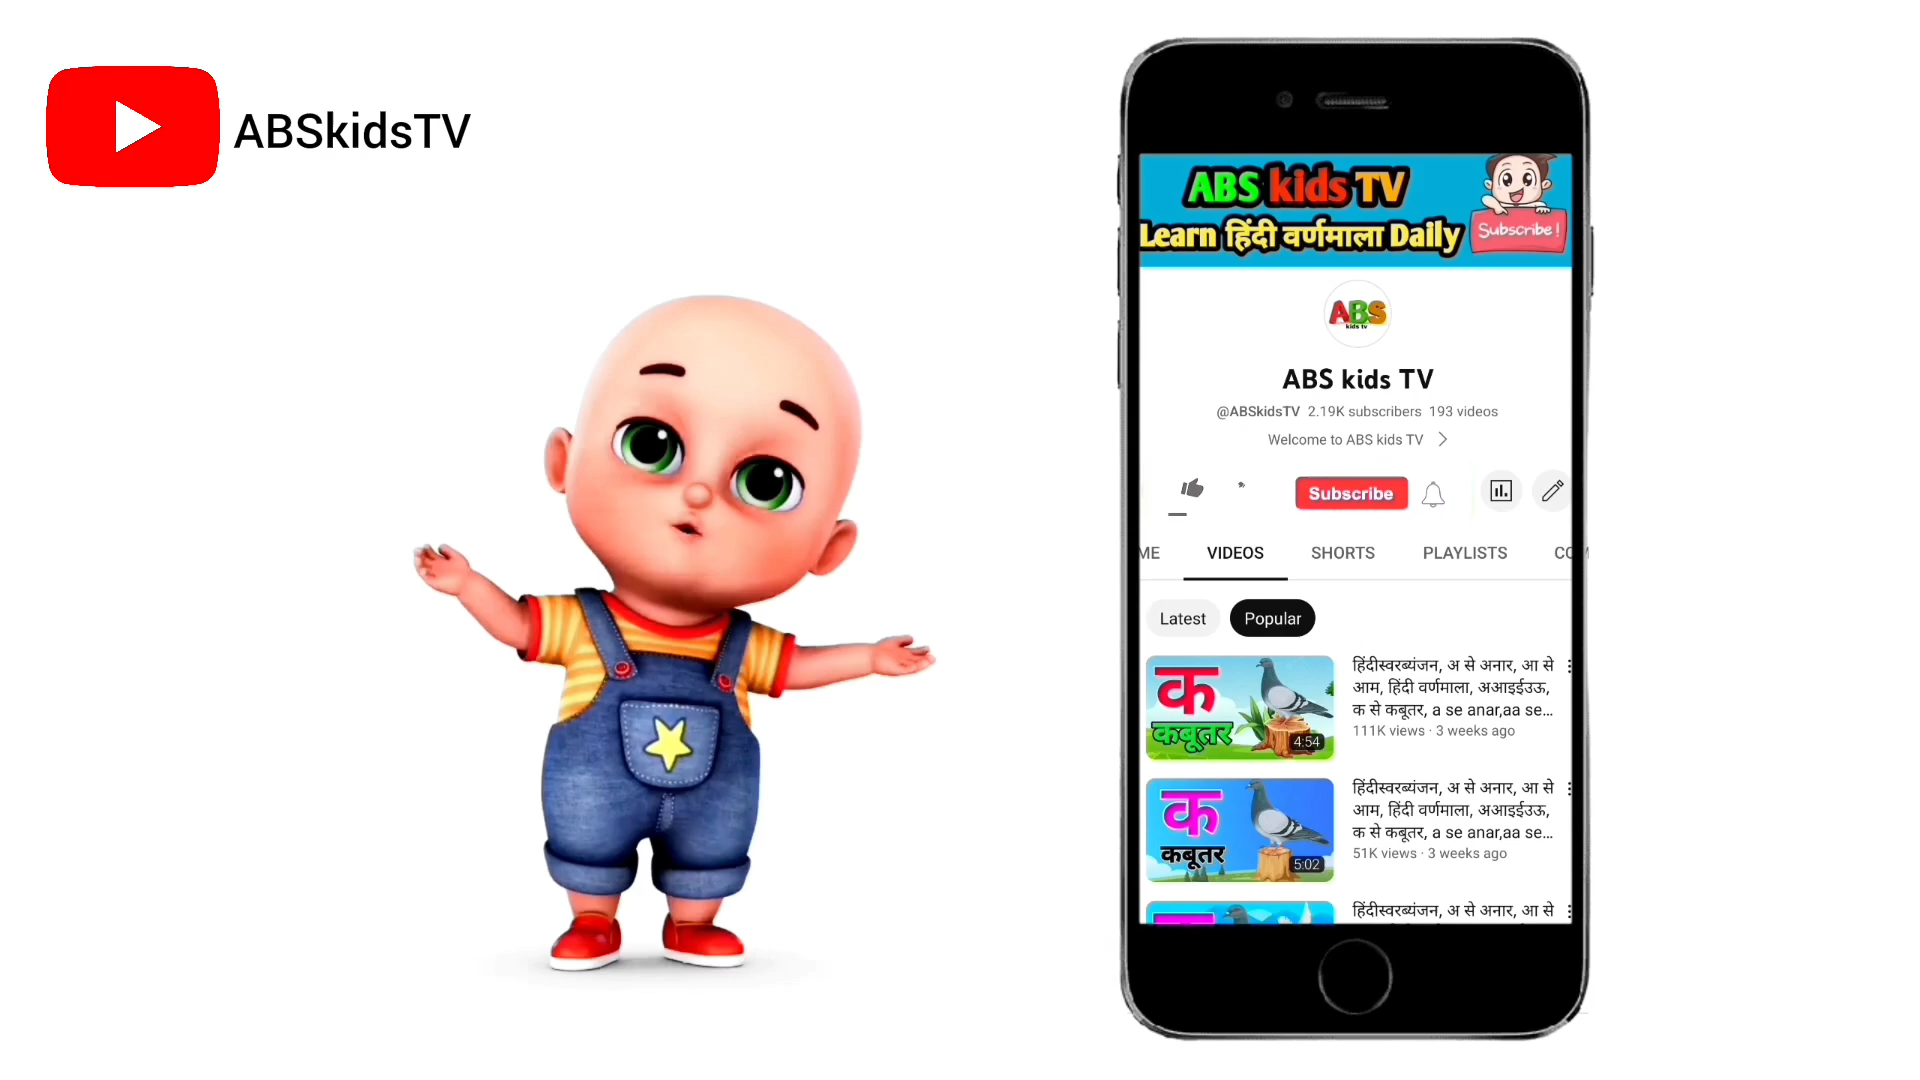 ABSkidsTV
ABS kids TV
Learn हिंदी वर्णमाला Daily
Subscribe!
ABS
kids tv
ABS kids TV
@ABSkidsTV 2.19K subscribers 193 videos
Welcome to ABS kids TV
Subscribe
ME VIDEOS SHORTS PLAYLISTS COM
Latest Popular
क
कबूतर
4:54
हिंदीस्वरब्यंजन, अ से अनार, आ से
आम, हिंदी वर्णमाला, अआइईउऊ,
क से कबूतर, a se anar,aa se...
111K views · 3 weeks ago
क
कबूतर
5:02
हिंदीस्वरब्यंजन, अ से अनार, आ से
आम, हिंदी वर्णमाला, अआइईउऊ,
क से कबूतर, a se anar,aa se...
51K views · 3 weeks ago
हिंदीस्वरब्यंजन, अ से अनार, आ से